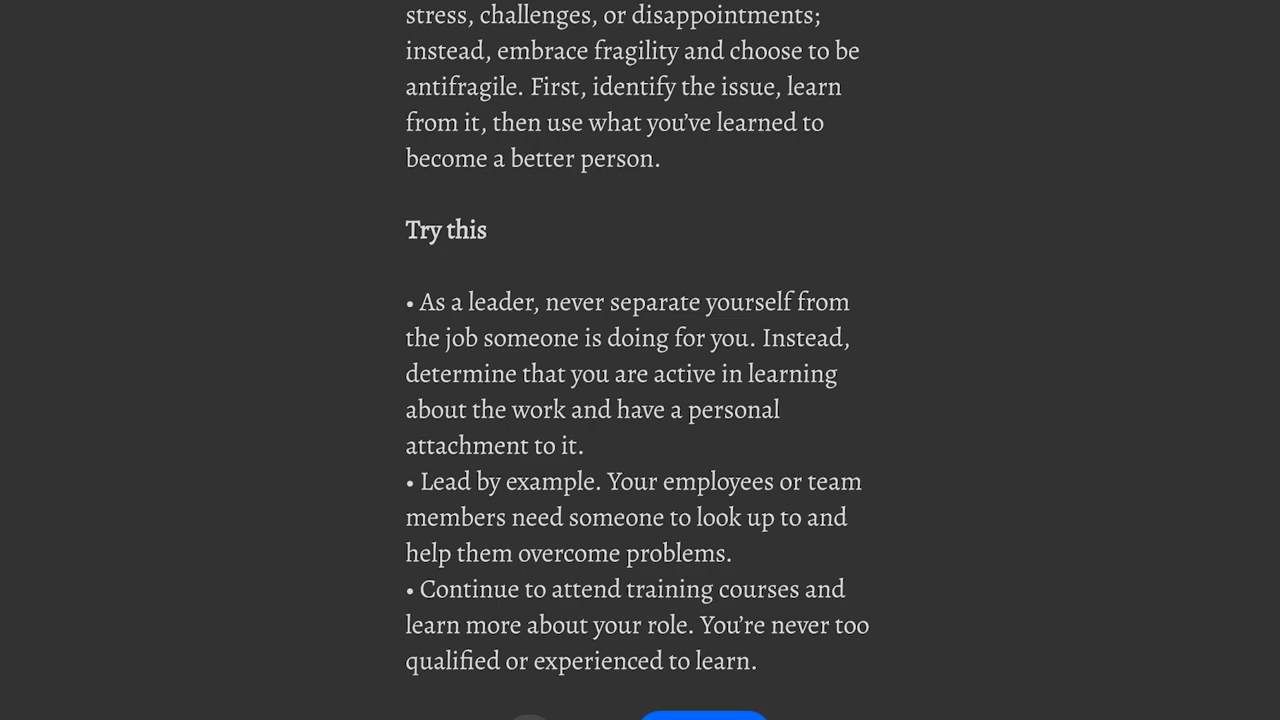 stress, challenges, or disappointments;
instead, embrace fragility and choose to be
antifragile. First, identify the issue, learn
from it, then use what you’ve learned to
become a better person.
Try this
• As a leader, never separate yourself from
the job someone is doing for you. Instead,
determine that you are active in learning
about the work and have a personal
attachment to it.
• Lead by example. Your employees or team
members need someone to look up to and
help them overcome problems.
• Continue to attend training courses and
learn more about your role. You’re never too
qualified or experienced to learn.